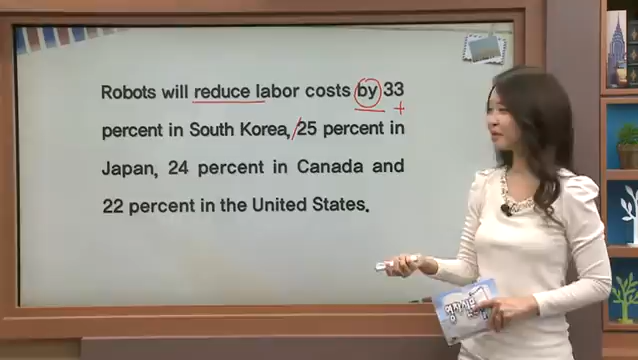 Robots will reduce labor costs by 33
percent in South Korea, 25 percent in
Japan, 24 percent in Canada and
22 percent in the United States.